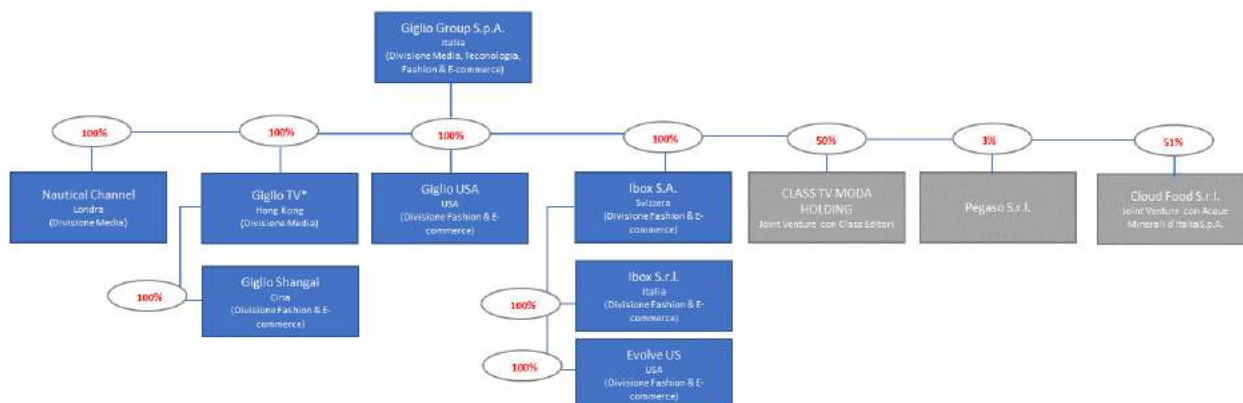 Giglio Group S.p.A.
Italia
(Divisione Media, Teconologia,
Fashion & E-commerce)
100%
100%
100%
100%
50%
3%
51%
Nautical Channel
Londra
(Divisione Media)
Giglio TV*
Hong Kong
(Divisione Media)
Giglio USA
USA
(Divisione Fashion & E-
commerce)
Ibox S.A.
Svizzera
(Divisione Fashion & E-
commerce)
CLASS TV MODA
HOLDING
Joint Venture con Class Editori
Pegaso S.r.l.
Cloud Food S.r.l.
Joint Venture con Acque
Minerali d'Italia S.p.A.
100%
Giglio Shangai
Cina
(Divisione Fashion & E-
commerce)
100%
Ibox S.r.l.
Italia
(Divisione Fashion & E-
commerce)
100%
Evolve US
USA
(Divisione Fashion & E-
commerce)